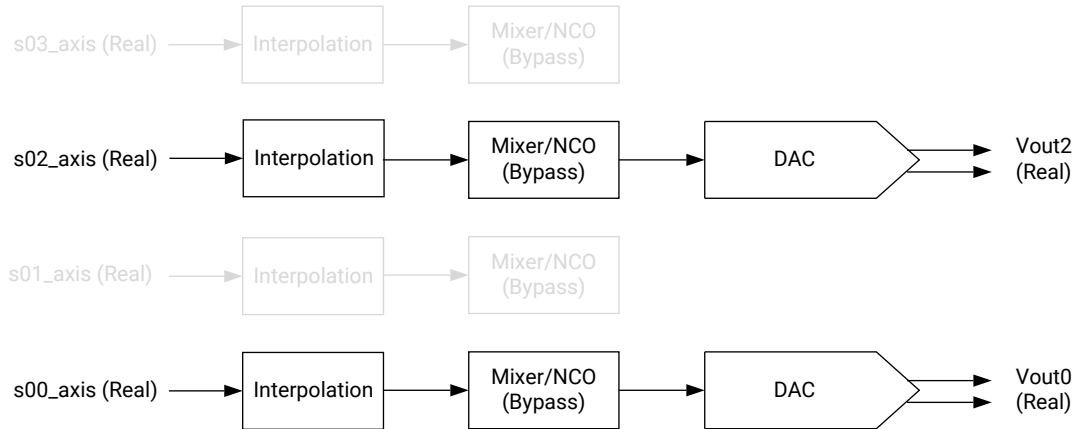 s03_axis (Real)
Interpolation
Mixer/NCO
(Bypass)
s02_axis (Real)
Interpolation
Mixer/NCO
(Bypass)
DAC
Vout2
(Real)
s01_axis (Real)
Interpolation
Mixer/NCO
(Bypass)
s00_axis (Real)
Interpolation
Mixer/NCO
(Bypass)
DAC
Vout0
(Real)